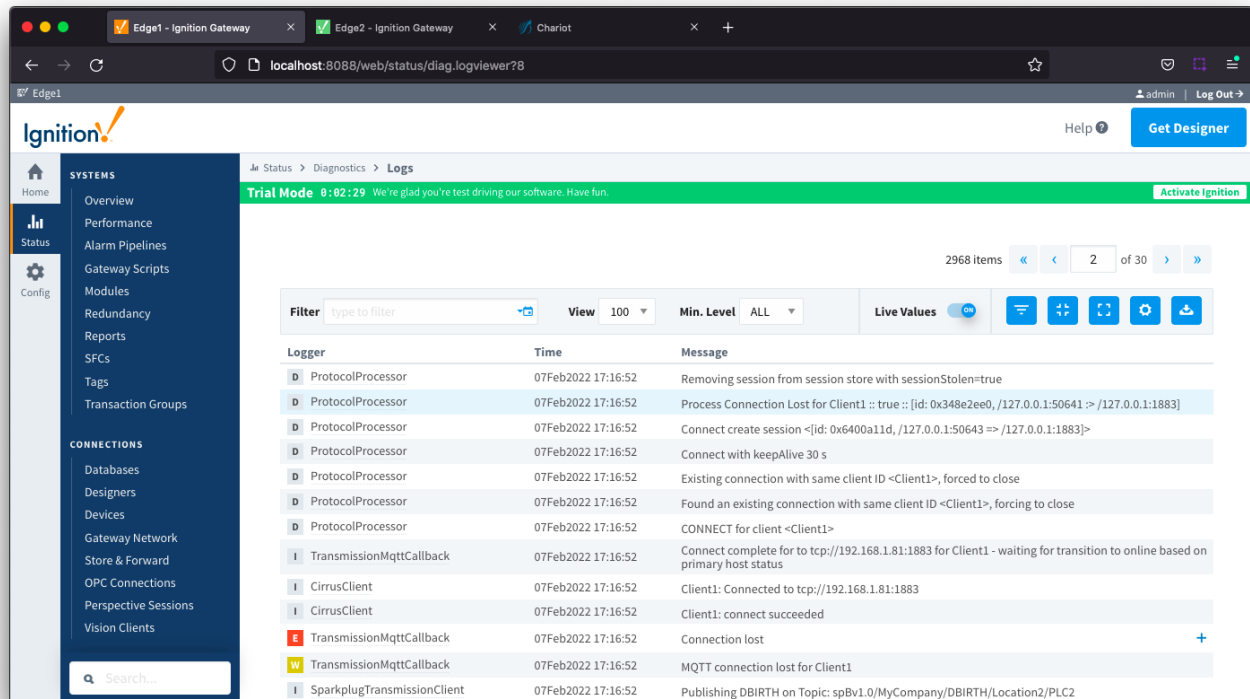 Edge1 - Ignition Gateway
Edge2 - Ignition Gateway
Chariot
localhost:8088/web/status/diag.logviewer?8
Edge1
admin | Log Out
Ignition!
Help
Get Designer
Home
Status
Config
SYSTEMS
Overview
Performance
Alarm Pipelines
Gateway Scripts
Modules
Redundancy
Reports
SFCs
Tags
Transaction Groups
CONNECTIONS
Databases
Designers
Devices
Gateway Network
Store & Forward
OPC Connections
Perspective Sessions
Vision Clients
Search...
Status > Diagnostics > Logs
Trial Mode 0:02:29 We're glad you're test driving our software. Have fun.
Activate Ignition
2968 items « ‹ 2 of 30 › »
Filter type to filter View 100 Min. Level ALL Live Values ON
Logger Time Message
D ProtocolProcessor 07Feb2022 17:16:52 Removing session from session store with sessionStolen=true
D ProtocolProcessor 07Feb2022 17:16:52 Process Connection Lost for Client1 :: true :: [id: 0x348e2ee0, /127.0.0.1:50641 :> /127.0.0.1:1883]
D ProtocolProcessor 07Feb2022 17:16:52 Connect create session <[id: 0x6400a11d, /127.0.0.1:50643 => /127.0.0.1:1883]>
D ProtocolProcessor 07Feb2022 17:16:52 Connect with keepAlive 30 s
D ProtocolProcessor 07Feb2022 17:16:52 Existing connection with same client ID <Client1>, forced to close
D ProtocolProcessor 07Feb2022 17:16:52 Found an existing connection with same client ID <Client1>, forcing to close
D ProtocolProcessor 07Feb2022 17:16:52 CONNECT for client <Client1>
I TransmissionMqttCallback 07Feb2022 17:16:52 Connect complete for to tcp://192.168.1.81:1883 for Client1 - waiting for transition to online based on
primary host status
I CirrusClient 07Feb2022 17:16:52 Client1: Connected to tcp://192.168.1.81:1883
I CirrusClient 07Feb2022 17:16:52 Client1: connect succeeded
E TransmissionMqttCallback 07Feb2022 17:16:52 Connection lost +
W TransmissionMqttCallback 07Feb2022 17:16:52 MQTT connection lost for Client1
I SparkplugTransmissionClient 07Feb2022 17:16:52 Publishing DBIRTH on Topic: spBv1.0/MyCompany/DBIRTH/Location2/PLC2